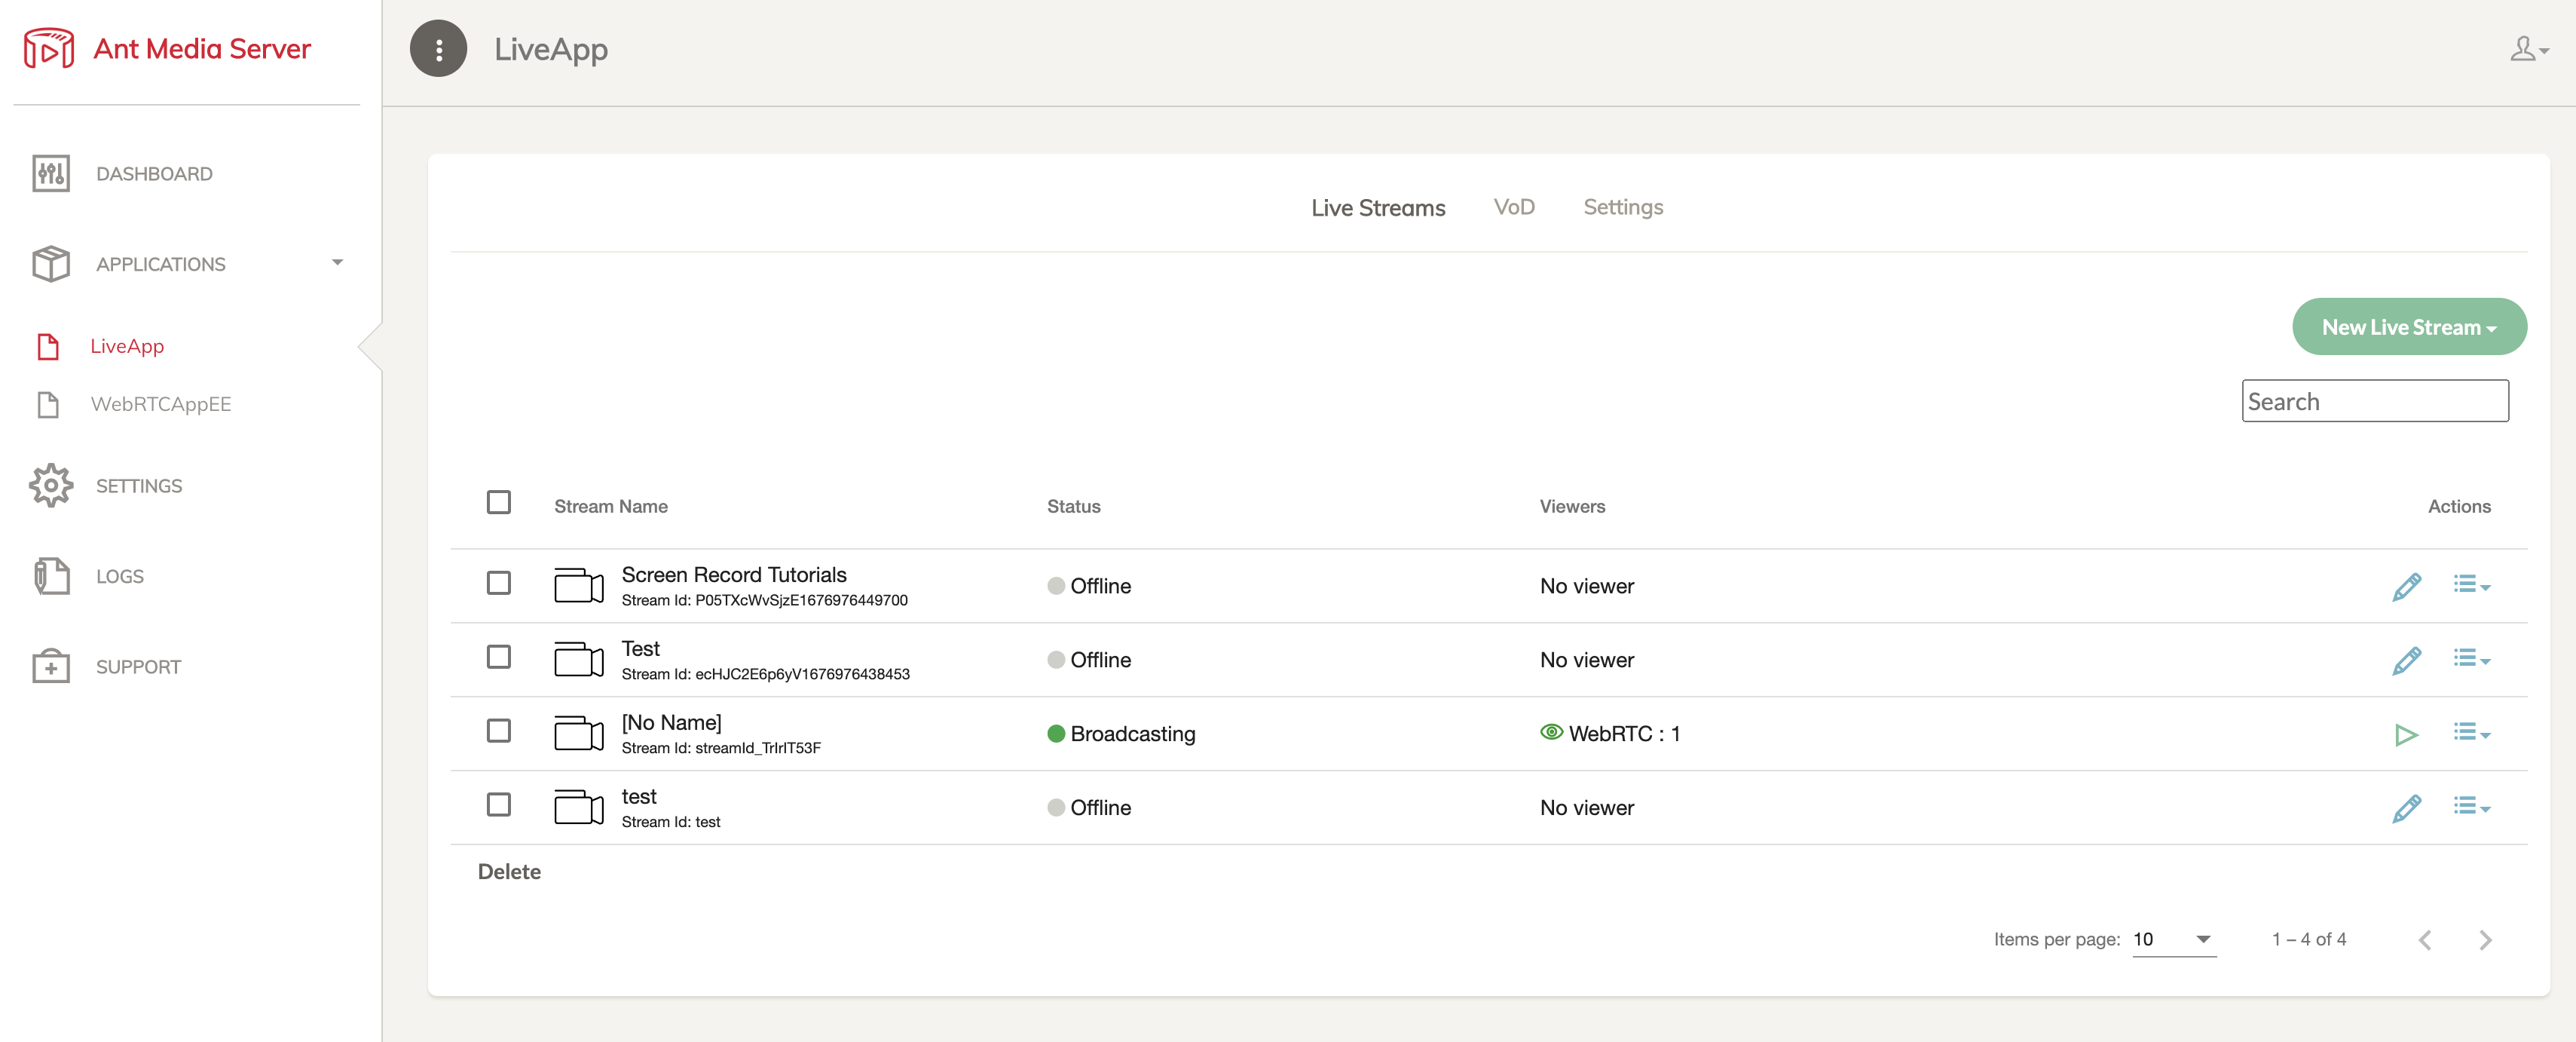 Ant Media Server
LiveApp
DASHBOARD
APPLICATIONS
LiveApp
WebRTCAppEE
SETTINGS
LOGS
SUPPORT
Live Streams VoD Settings
New Live Stream
Search
Stream Name Status Viewers Actions
Screen Record Tutorials
Stream Id: P05TXcWvSjzE1676976449700
Offline No viewer
Test
Stream Id: ecHJC2E6p6yV1676976438453
Offline No viewer
[No Name]
Stream Id: streamId_TrIrIT53F
Broadcasting WebRTC : 1
test
Stream Id: test
Offline No viewer
Delete
Items per page: 10 1 – 4 of 4